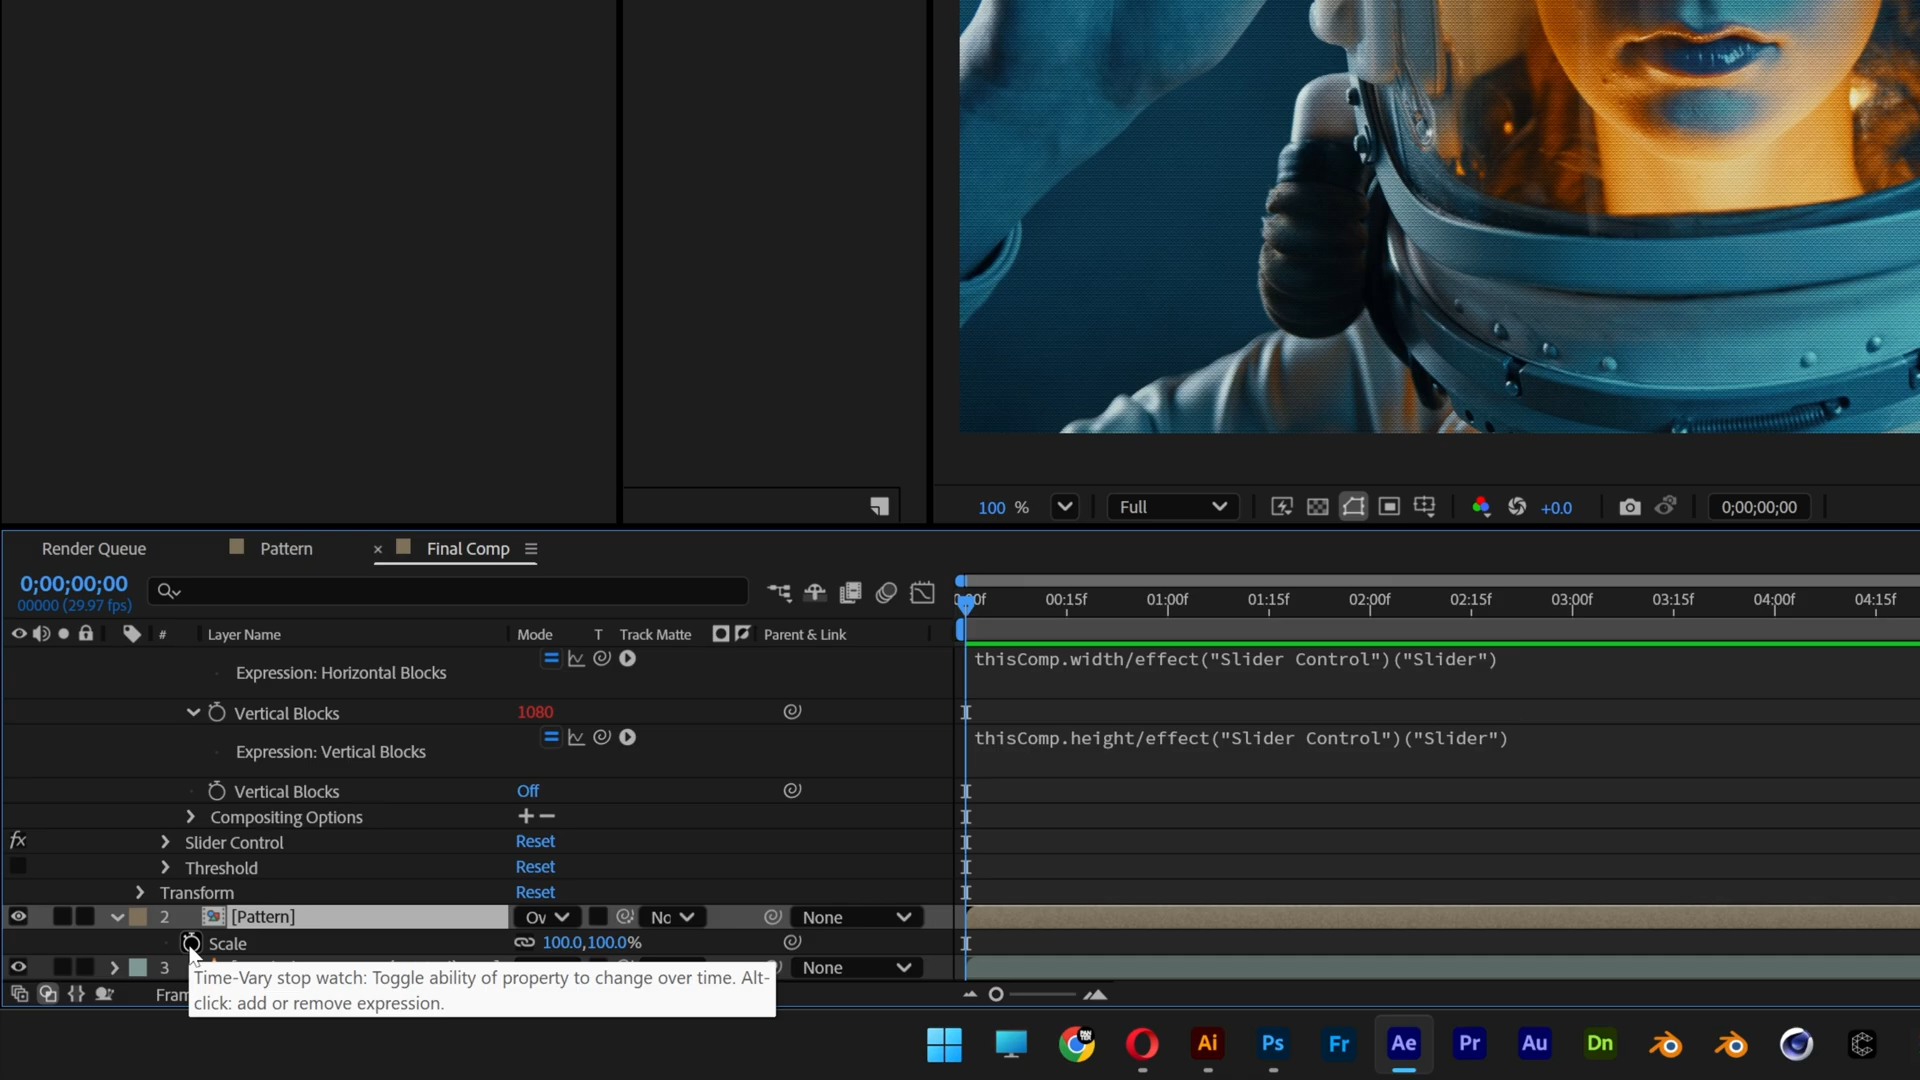 100 %
Full
+0.0
0;00;00;00
Render Queue
Pattern
× Final Comp
0;00;00;00
00000 (29.97 fps)
00:15f 01:00f 01:15f 02:00f 02:15f 03:00f 03:15f 04:00f 04:15f
# Layer Name Mode T Track Matte Parent & Link
Expression: Horizontal Blocks
thisComp.width/effect("Slider Control")("Slider")
Vertical Blocks 1080
Expression: Vertical Blocks
thisComp.height/effect("Slider Control")("Slider")
Vertical Blocks Off
Compositing Options + −
fx Slider Control Reset
Threshold Reset
Transform Reset
2 [Pattern] Ov No None
Scale 100.0,100.0%
3 None
Time-Vary stop watch: Toggle ability of property to change over time. Alt-
click: add or remove expression.
Fram
Ai Ps Fr Ae Pr Au Dn